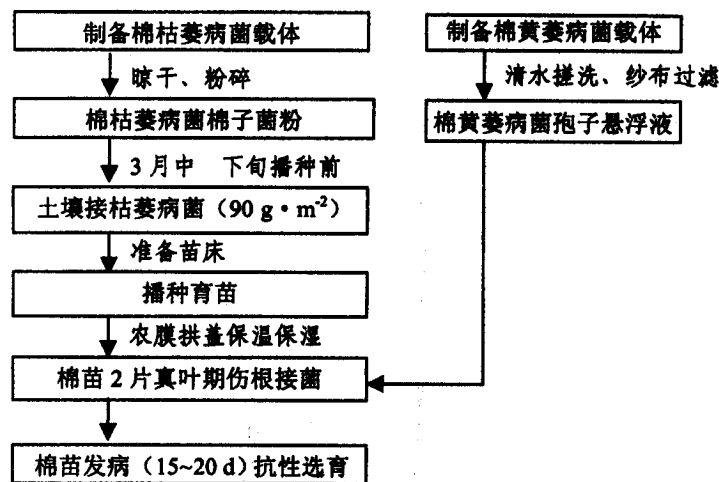 制备棉枯萎病菌载体
晾干、粉碎
棉枯萎病菌棉子菌粉
3月中 下旬播种前
土壤接枯萎病菌（90 g·m-2）
准备苗床
播种育苗
农膜拱盖保温保湿
棉苗2片真叶期伤根接菌
棉苗发病（15~20 d）抗性选育
制备棉黄萎病菌载体
清水搓洗、纱布过滤
棉黄萎病菌孢子悬浮液